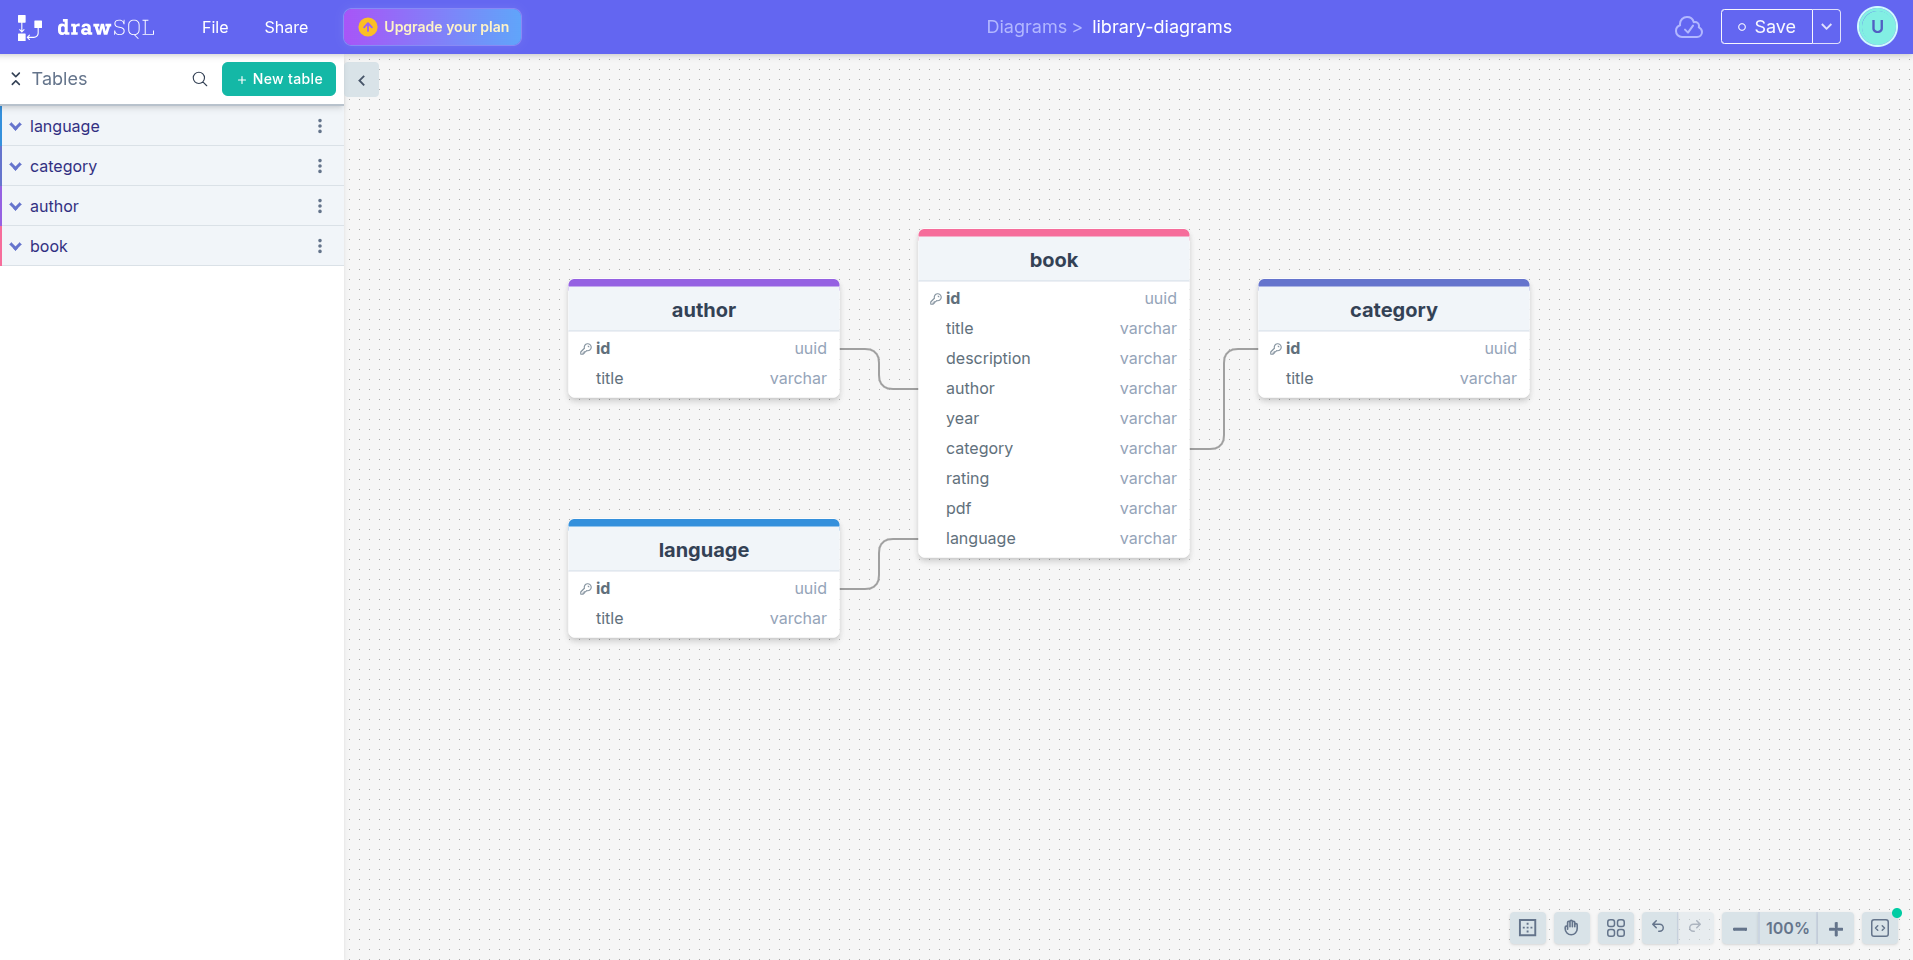 drawSQL File Share Upgrade your plan Diagrams > library-diagrams Save U
Tables + New table
language
category
author
book
book
id uuid
title varchar
description varchar
author varchar
year varchar
category varchar
rating varchar
pdf varchar
language varchar
author
id uuid
title varchar
category
id uuid
title varchar
language
id uuid
title varchar
100%